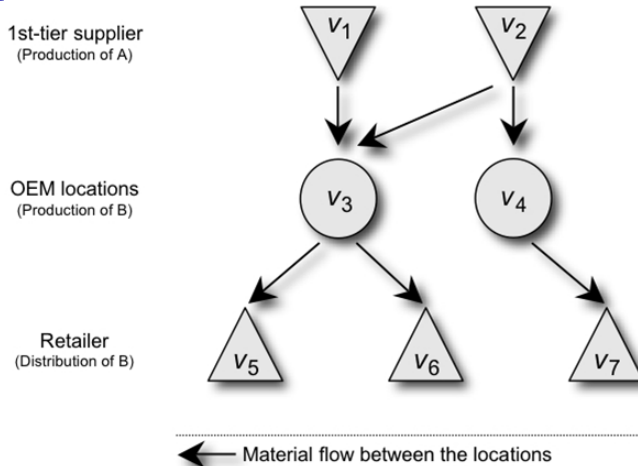 1st-tier supplier
(Production of A)
v1
v2
OEM locations
(Production of B)
v3
v4
Retailer
(Distribution of B)
v5
v6
v7
Material flow between the locations